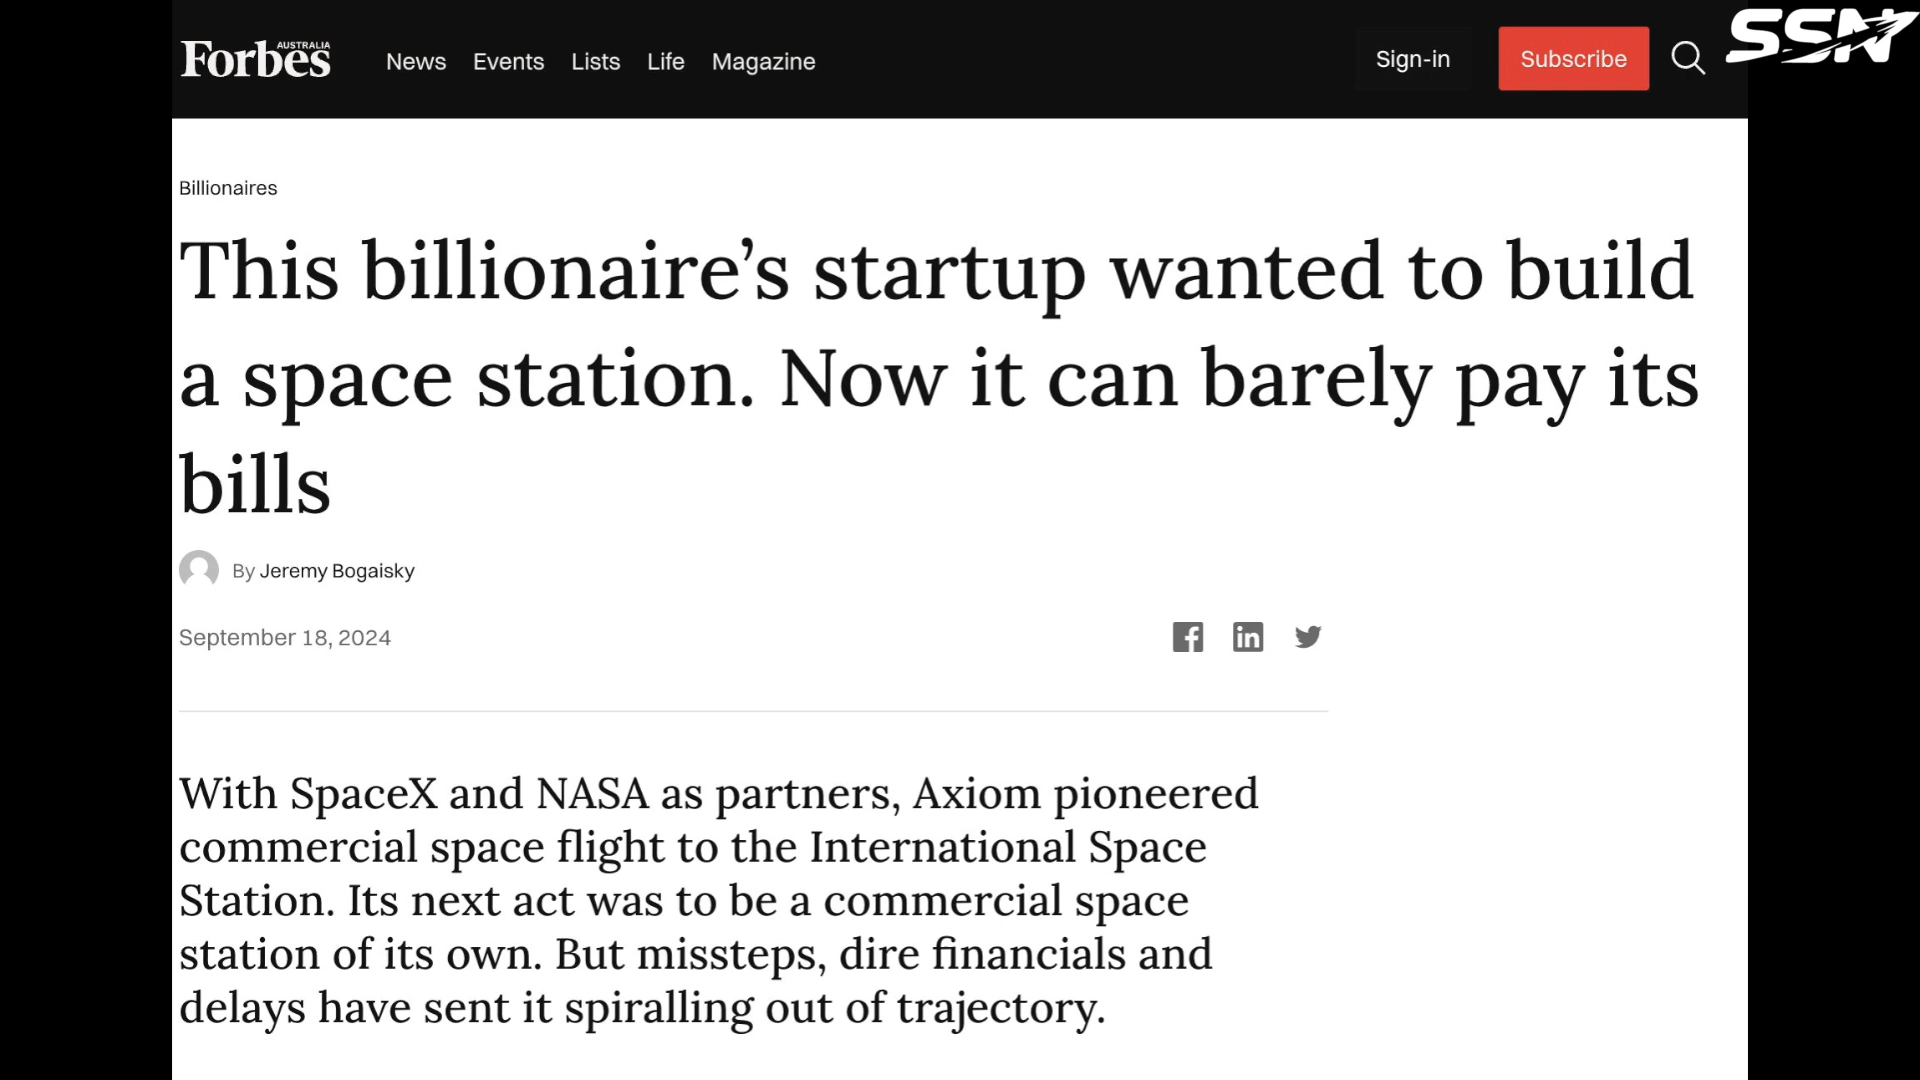 Forbes AUSTRALIA News Events Lists Life Magazine Sign-in Subscribe SSN
Billionaires
This billionaire’s startup wanted to build
a space station. Now it can barely pay its
bills
By Jeremy Bogaisky
September 18, 2024
With SpaceX and NASA as partners, Axiom pioneered
commercial space flight to the International Space
Station. Its next act was to be a commercial space
station of its own. But missteps, dire financials and
delays have sent it spiralling out of trajectory.